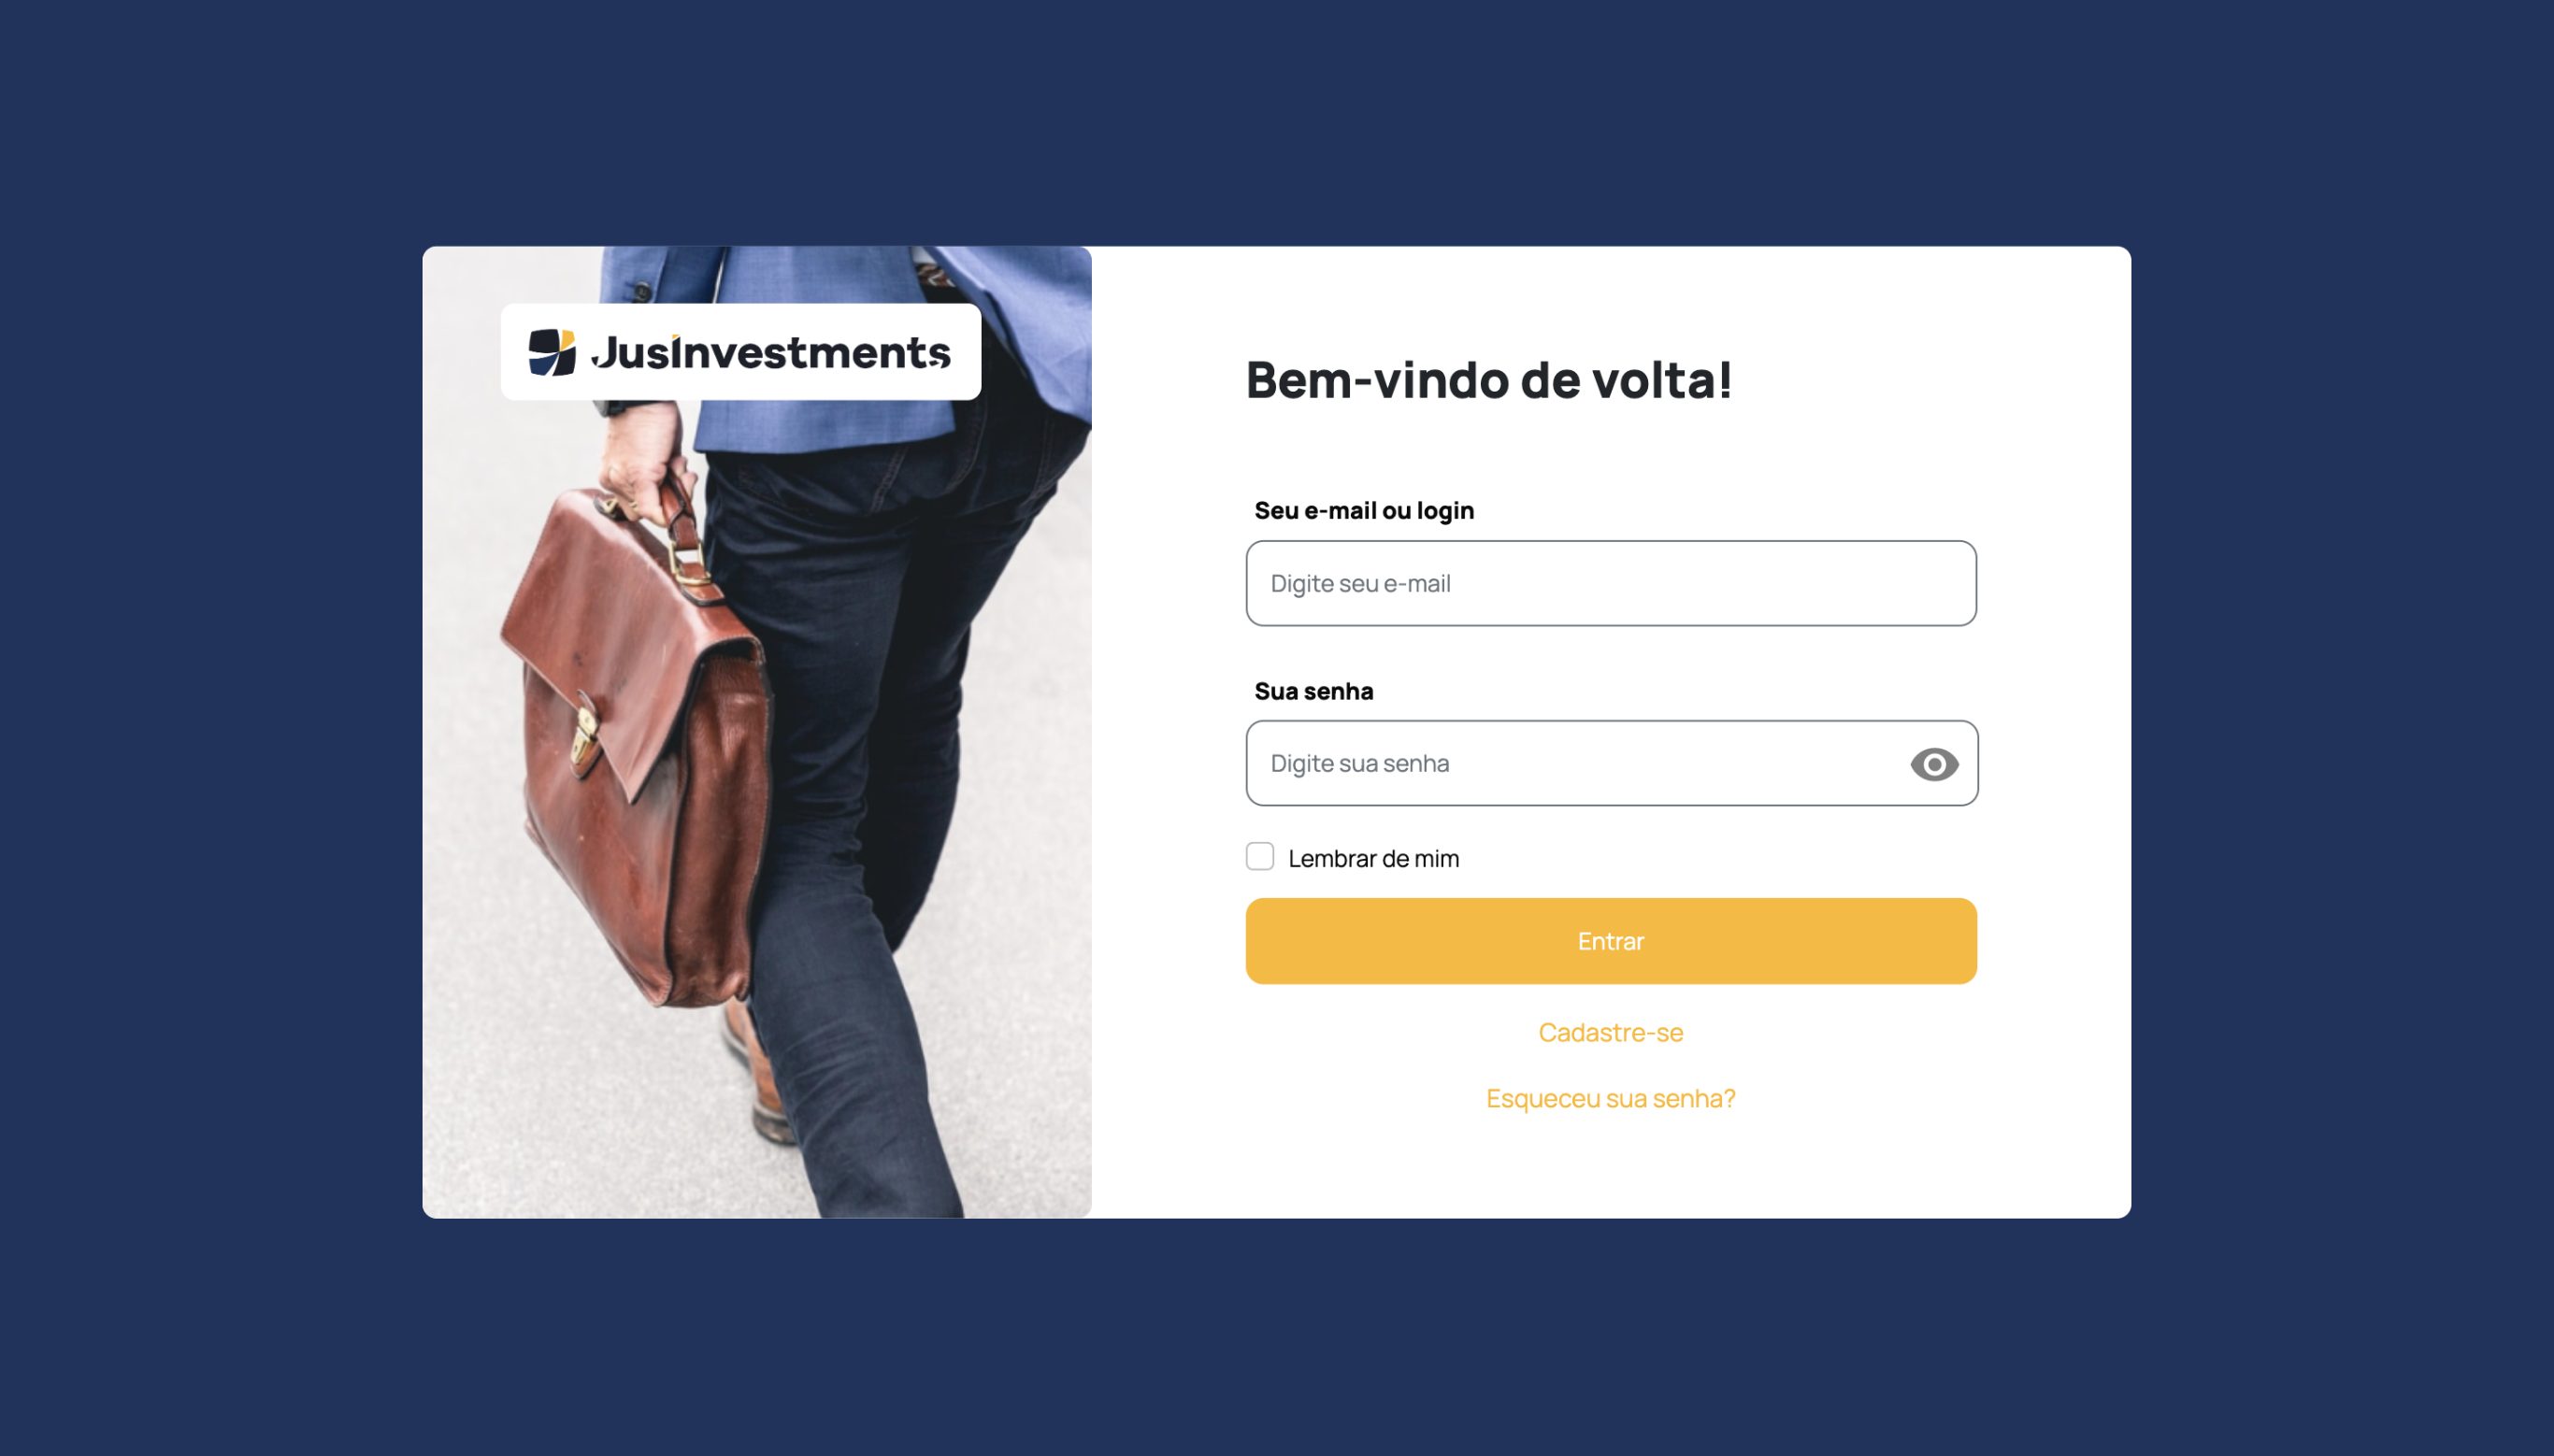 JusInvestments
Bem-vindo de volta!
Seu e-mail ou login
Digite seu e-mail
Sua senha
Digite sua senha
Lembrar de mim
Entrar
Cadastre-se
Esqueceu sua senha?